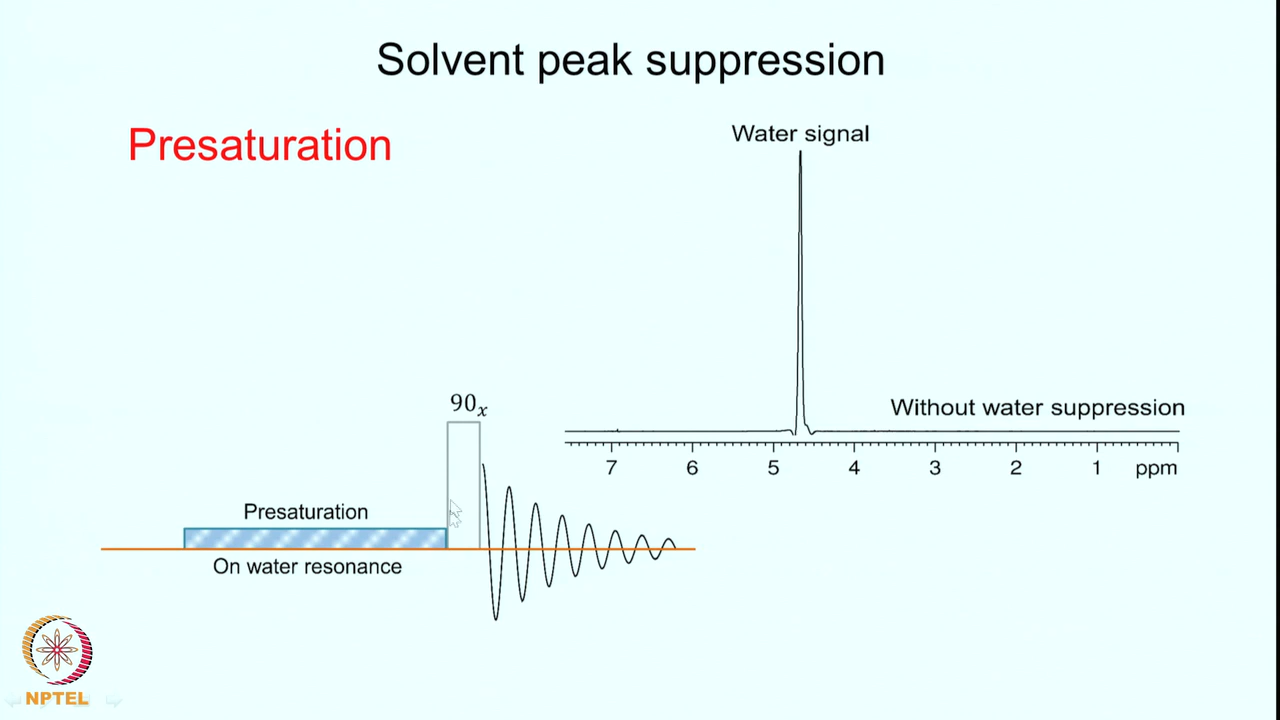 Solvent peak suppression
Presaturation
Water signal
Without water suppression
7 6 5 4 3 2 1 ppm
90x
Presaturation
On water resonance
NPTEL